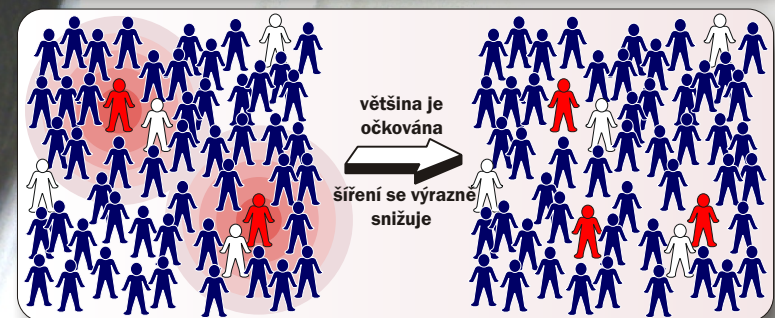 většina je
očkována
šíření se výrazně
snižuje